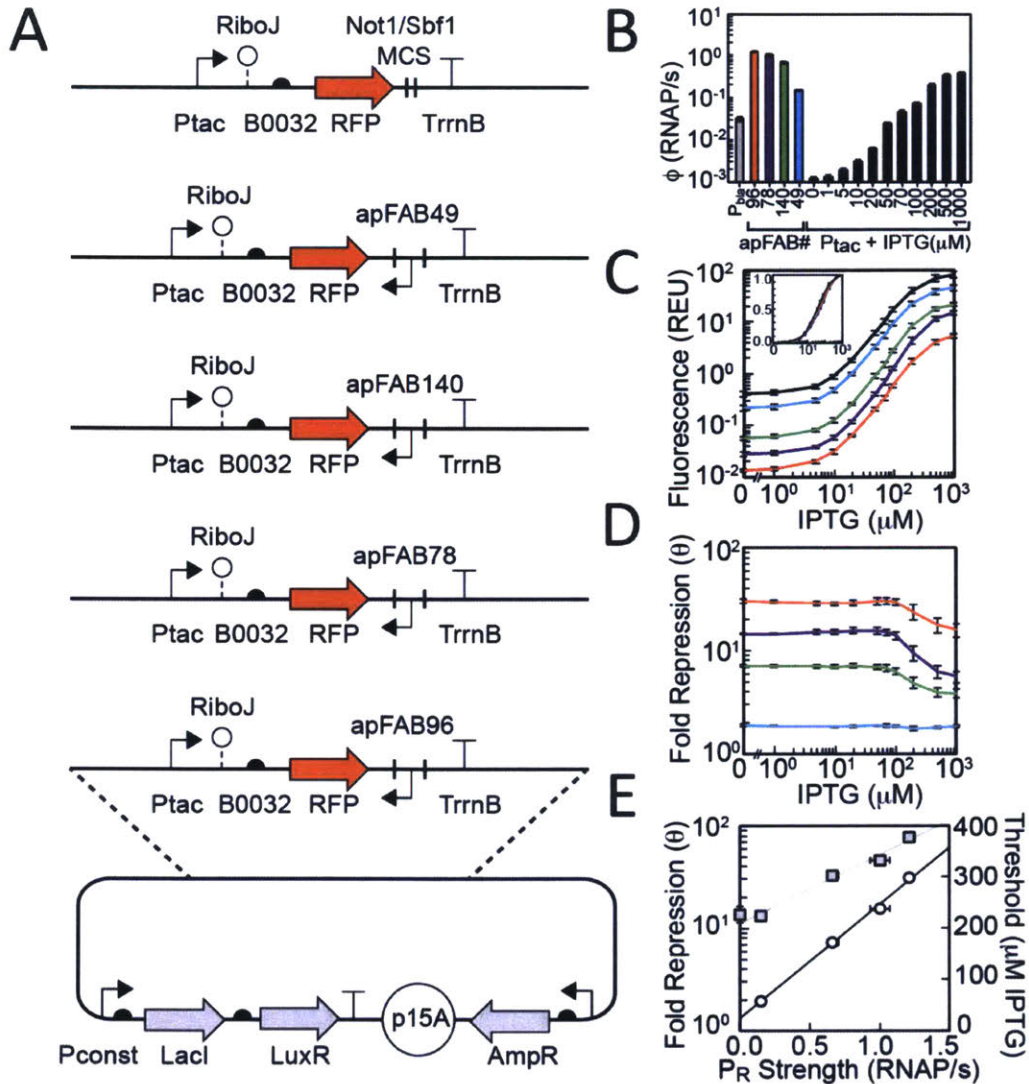 A
RiboJ
Not1/Sbf1
MCS
Ptac B0032 RFP TrrnB
RiboJ
apFAB49
Ptac B0032 RFP TrrnB
RiboJ
apFAB140
Ptac B0032 RFP TrrnB
RiboJ
apFAB78
Ptac B0032 RFP TrrnB
RiboJ
apFAB96
Ptac B0032 RFP TrrnB
p15A
Pconst LacI LuxR AmpR
B
ϕ (RNAP/s)
10¹
10⁰
10⁻¹
10⁻²
10⁻³
Pbla 96 78 140 49 0 1 5 10 20 50 70 100 200 500 1000
apFAB# Ptac + IPTG(μM)
C
Fluorescence (REU)
10²
10¹
10⁰
10⁻¹
10⁻²
1.0
0.5
0.0
0 10¹ 10³
0 10⁰ 10¹ 10² 10³
IPTG (μM)
D
Fold Repression (θ)
10²
10¹
10⁰
0 10⁰ 10¹ 10² 10³
IPTG (μM)
E
Fold Repression (θ)
10²
10¹
10⁰
Threshold (μM IPTG)
400
300
200
100
0
0.0 0.5 1.0 1.5
PR Strength (RNAP/s)